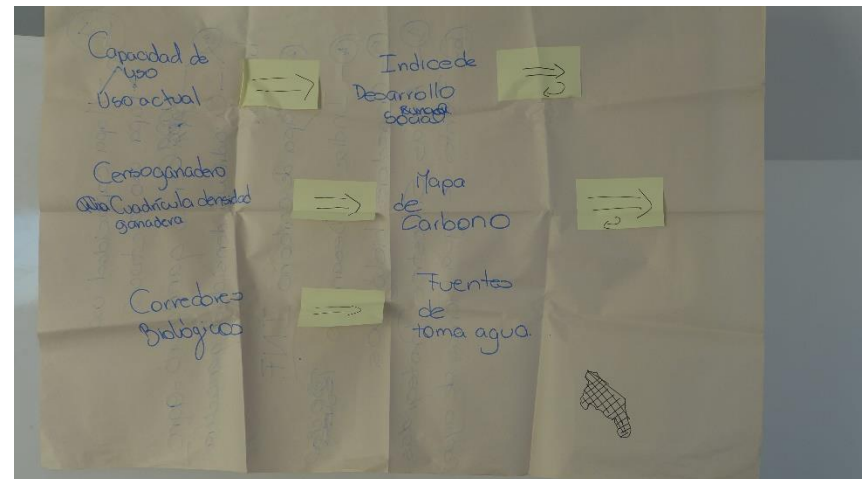 Capacidad de
uso
Uso actual
Indice de
Desarrollo
Social
Censo ganadero
Cuadrícula densidad
ganadera
Mapa
de
Carbono
Corredores
Biológicos
Fuentes
de
toma agua.